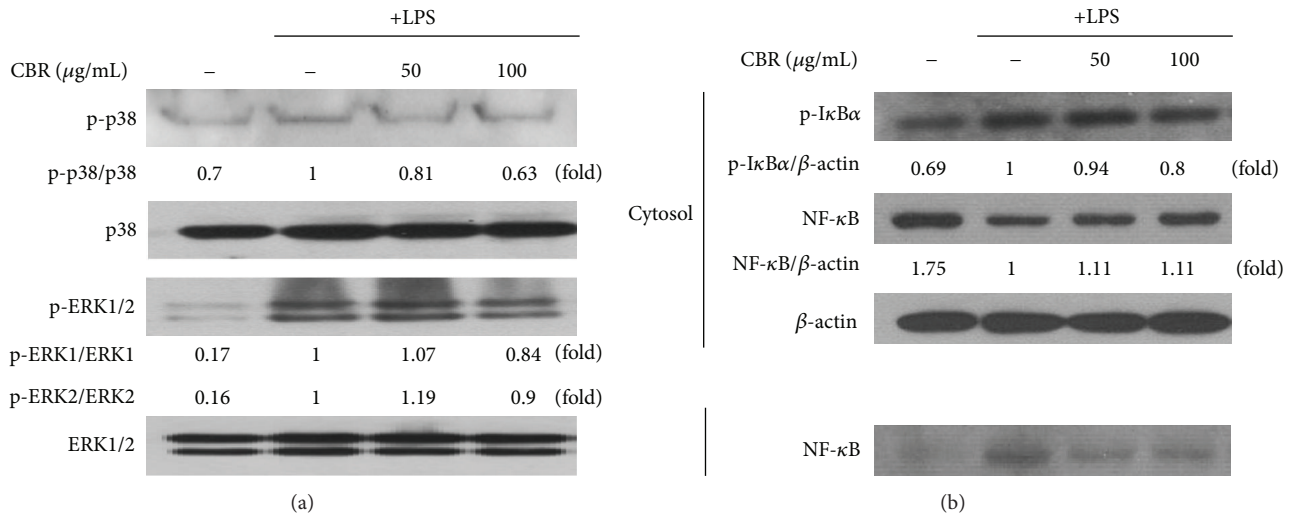 +LPS
CBR (μg/mL) – – 50 100
p-p38
p-p38/p38 0.7 1 0.81 0.63 (fold)
p38
p-ERK1/2
p-ERK1/ERK1 0.17 1 1.07 0.84 (fold)
p-ERK2/ERK2 0.16 1 1.19 0.9 (fold)
ERK1/2
(a)
+LPS
CBR (μg/mL) – – 50 100
Cytosol
p-IκBα
p-IκBα/β-actin 0.69 1 0.94 0.8 (fold)
NF-κB
NF-κB/β-actin 1.75 1 1.11 1.11 (fold)
β-actin
NF-κB
(b)